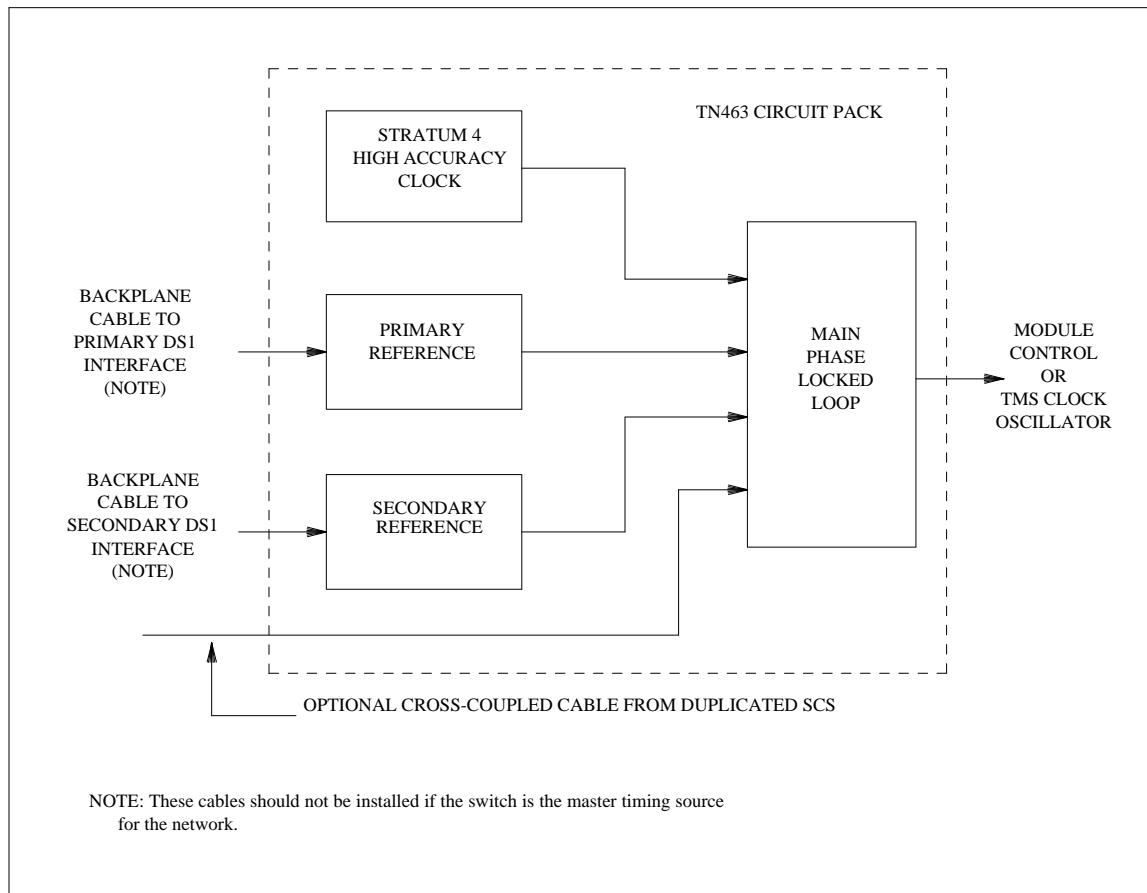 TN463 CIRCUIT PACK
STRATUM 4
HIGH ACCURACY
CLOCK
BACKPLANE
CABLE TO
PRIMARY DS1
INTERFACE
(NOTE)
PRIMARY
REFERENCE
MAIN
PHASE
LOCKED
LOOP
MODULE
CONTROL
OR
TMS CLOCK
OSCILLATOR
BACKPLANE
CABLE TO
SECONDARY DS1
INTERFACE
(NOTE)
SECONDARY
REFERENCE
OPTIONAL CROSS-COUPLED CABLE FROM DUPLICATED SCS
NOTE: These cables should not be installed if the switch is the master timing source
for the network.